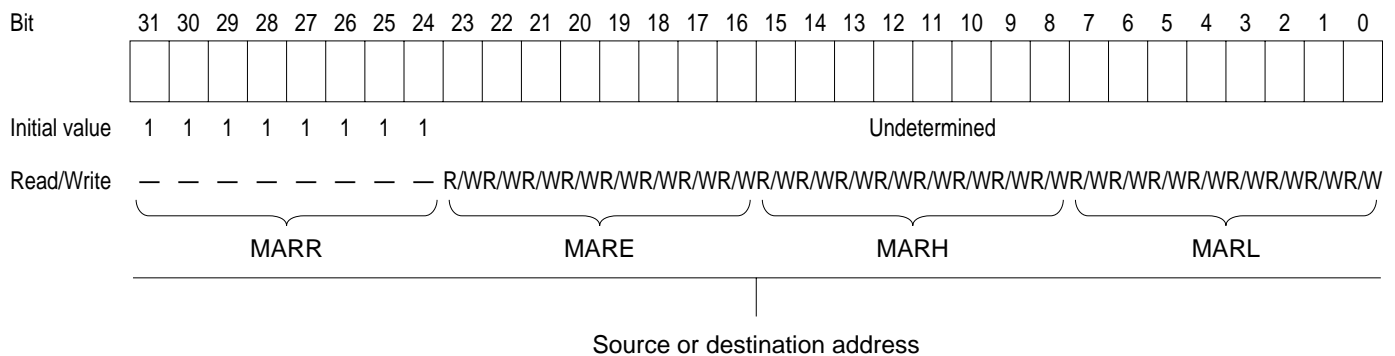 Bit 31 30 29 28 27 26 25 24 23 22 21 20 19 18 17 16 15 14 13 12 11 10 9 8 7 6 5 4 3 2 1 0
Initial value 1 1 1 1 1 1 1 1 Undetermined
Read/Write — — — — — — — — R/WR/WR/WR/WR/WR/WR/WR/WR/WR/WR/WR/WR/WR/WR/WR/WR/WR/WR/WR/WR/WR/WR/WR/W
MARR MARE MARH MARL
Source or destination address